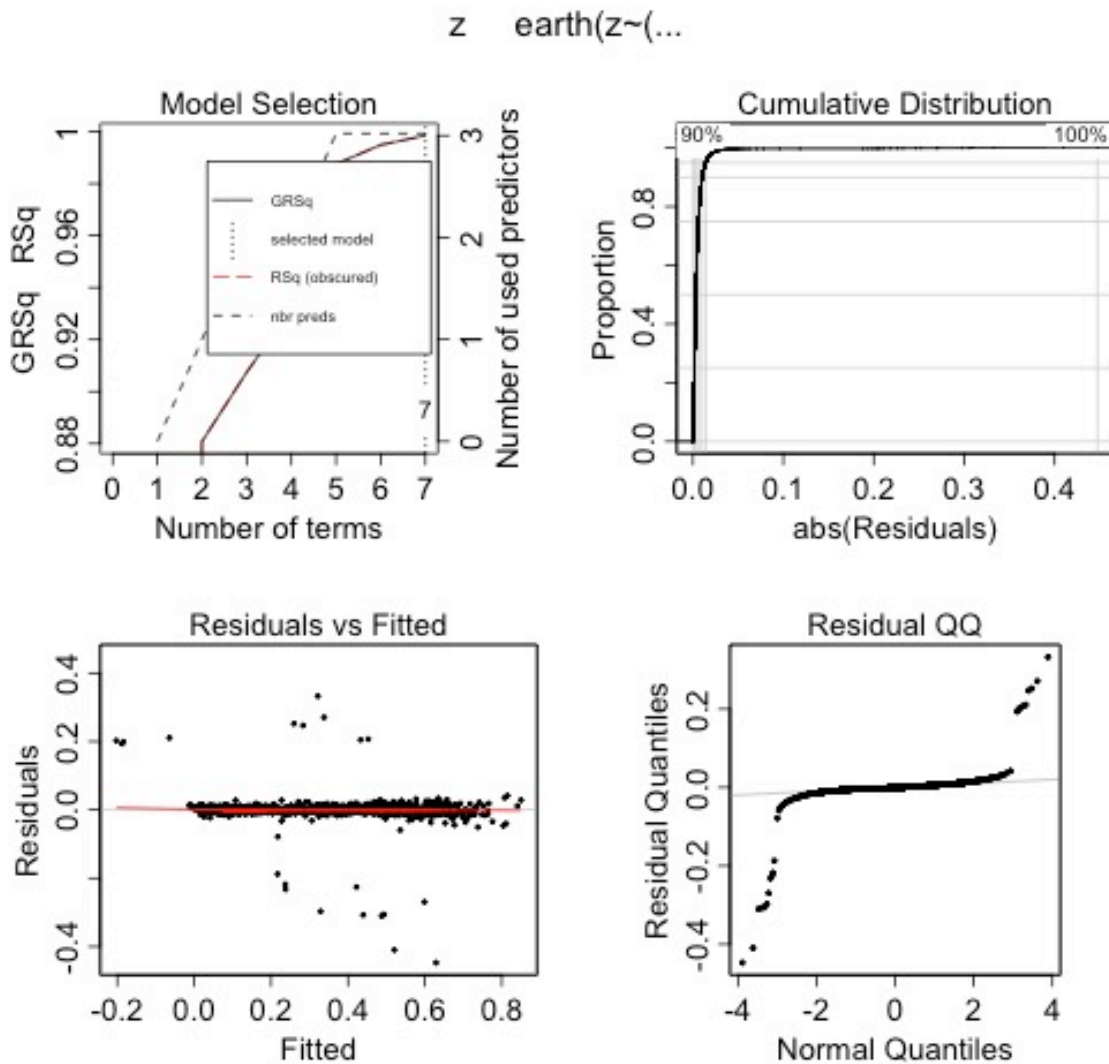 z earth(z~(...
Model Selection
GRSq RSq
0.88 0.92 0.96 1
GRSq
selected model
RSq (obscured)
nbr preds
7
0 1 2 3
Number of used predictors
0 1 2 3 4 5 6 7
Number of terms
Cumulative Distribution
90% 100%
Proportion
0.0 0.4 0.8
0.0 0.1 0.2 0.3 0.4
abs(Residuals)
Residuals vs Fitted
Residuals
-0.4 0.0 0.2 0.4
-0.2 0.0 0.2 0.4 0.6 0.8
Fitted
Residual QQ
Residual Quantiles
-0.4 -0.2 0.0 0.2
-4 -2 0 2 4
Normal Quantiles